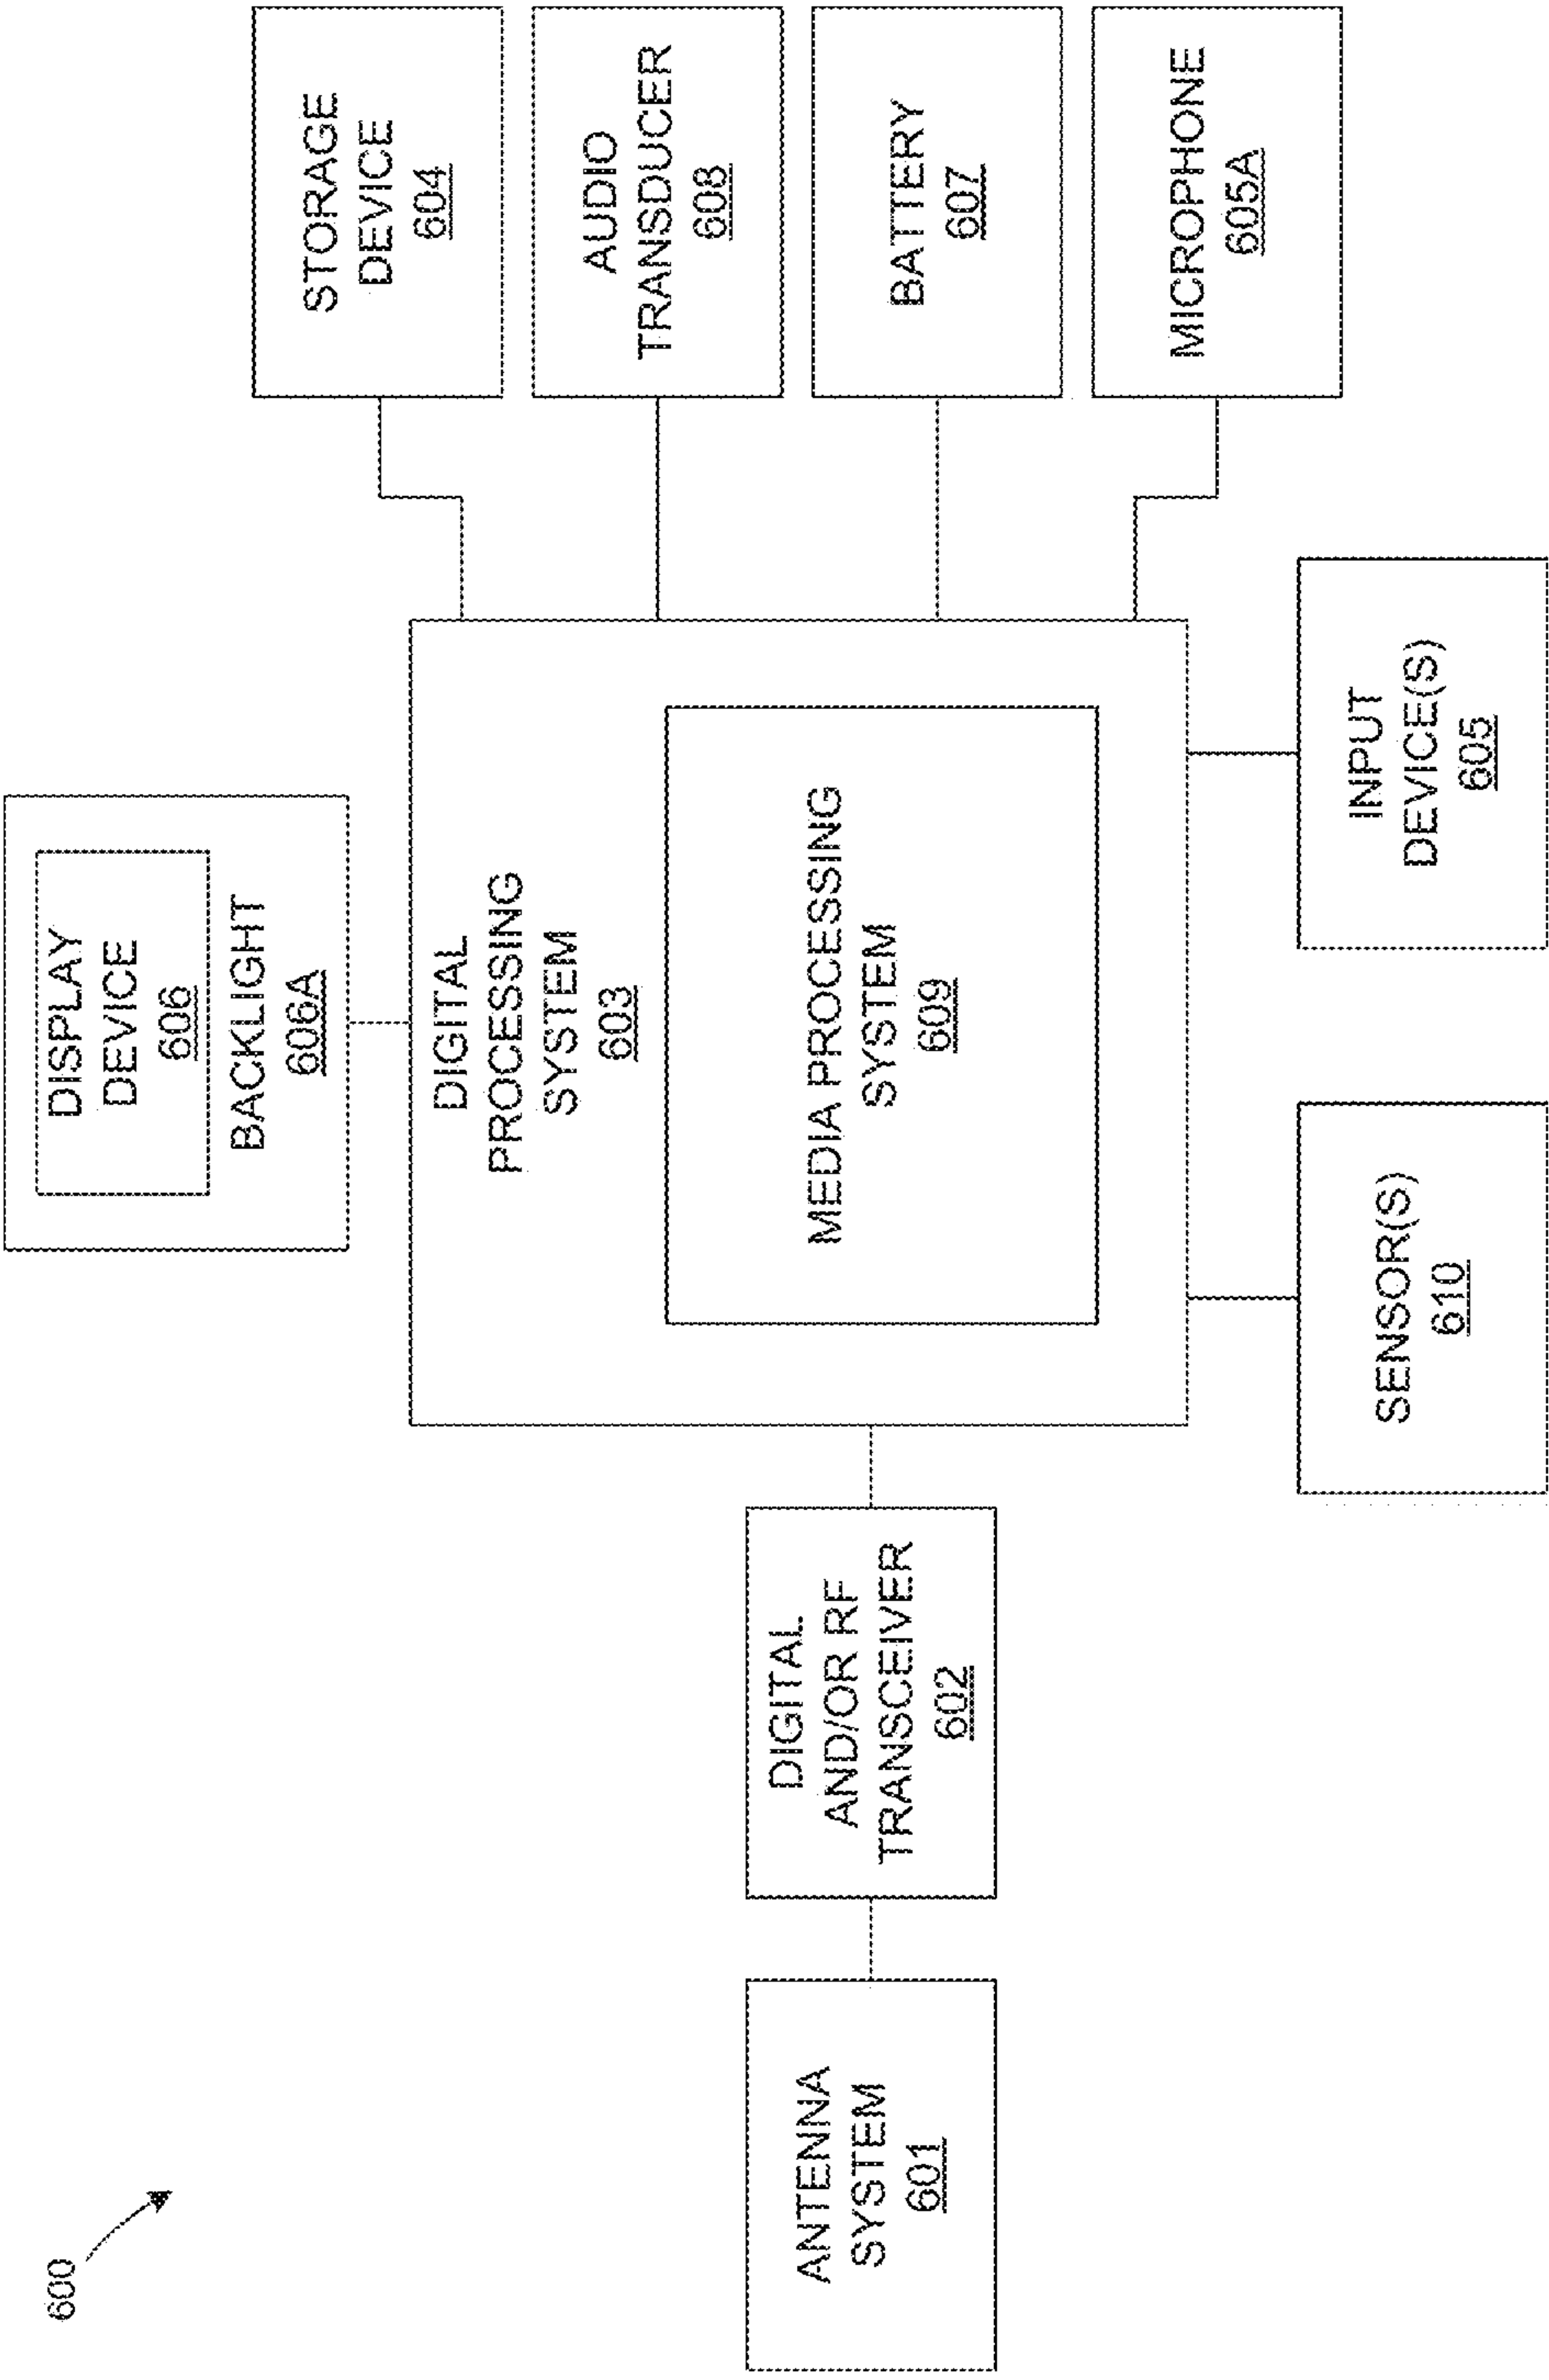 600
DISPLAY
DEVICE
606
BACKLIGHT
606A
STORAGE
DEVICE
604
DIGITAL
PROCESSING
SYSTEM
603
AUDIO
TRANSDUCER
608
ANTENNA
SYSTEM
601
DIGITAL
AND/OR RF
TRANSCEIVER
602
MEDIA PROCESSING
SYSTEM
609
BATTERY
607
MICROPHONE
605A
SENSOR(S)
610
INPUT
DEVICE(S)
605